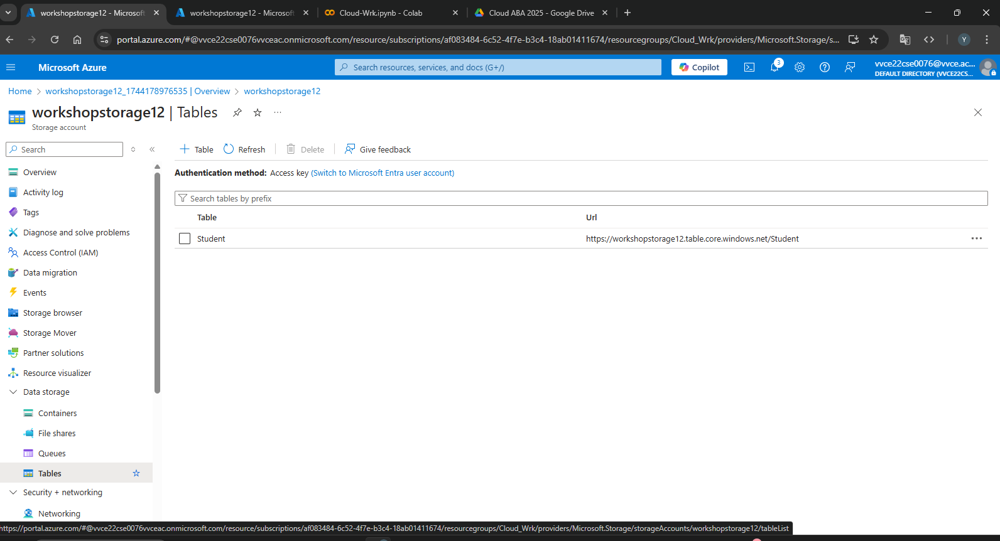 workshopstorage12 - Microsoft
workshopstorage12 - Microsoft
Cloud-Wrk.ipynb - Colab
Cloud ABA 2025 - Google Drive
portal.azure.com/#@vvce22cse0076vvceac.onmicrosoft.com/resource/subscriptions/af083484-6c52-4f7e-b3c4-18ab01411674/resourcegroups/Cloud_Wrk/providers/Microsoft.Storage/s...
Y
Microsoft Azure
Search resources, services, and docs (G+/)
Copilot
3
vvce22cse0076@vvce.ac...
DEFAULT DIRECTORY (VVCE22CS...
Home > workshopstorage12_1744178976535 | Overview > workshopstorage12
workshopstorage12 | Tables
Storage account
Search
Table
Refresh
Delete
Give feedback
Authentication method: Access key (Switch to Microsoft Entra user account)
Search tables by prefix
Table
Url
Student
https://workshopstorage12.table.core.windows.net/Student
Overview
Activity log
Tags
Diagnose and solve problems
Access Control (IAM)
Data migration
Events
Storage browser
Storage Mover
Partner solutions
Resource visualizer
Data storage
Containers
File shares
Queues
Tables
Security + networking
Networking
https://portal.azure.com/#@vvce22cse0076vvceac.onmicrosoft.com/resource/subscriptions/af083484-6c52-4f7e-b3c4-18ab01411674/resourcegroups/Cloud_Wrk/providers/Microsoft.Storage/storageAccounts/workshopstorage12/tableList